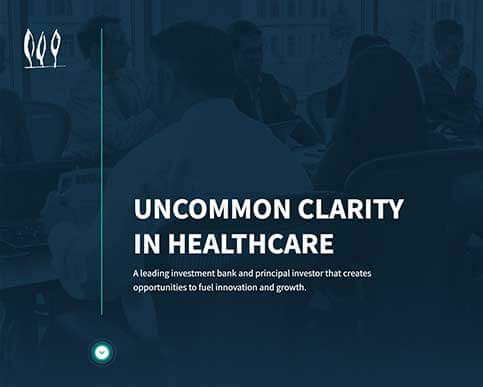 UNCOMMON CLARITY
IN HEALTHCARE
A leading investment bank and principal investor that creates
opportunities to fuel innovation and growth.